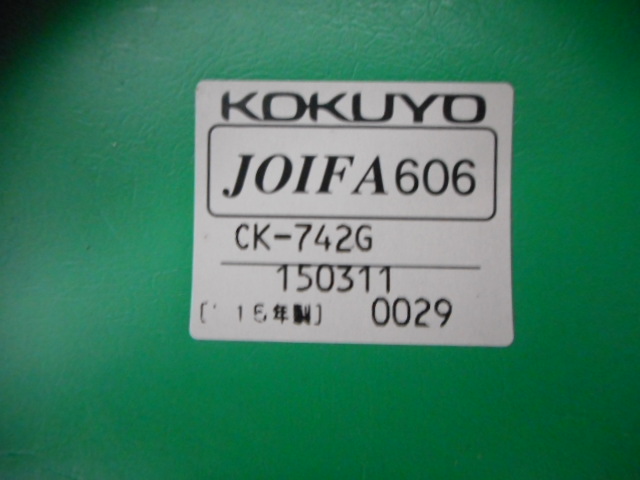 KOKUYO
JOIFA606
CK-742G
150311
[' 15年製] 0029